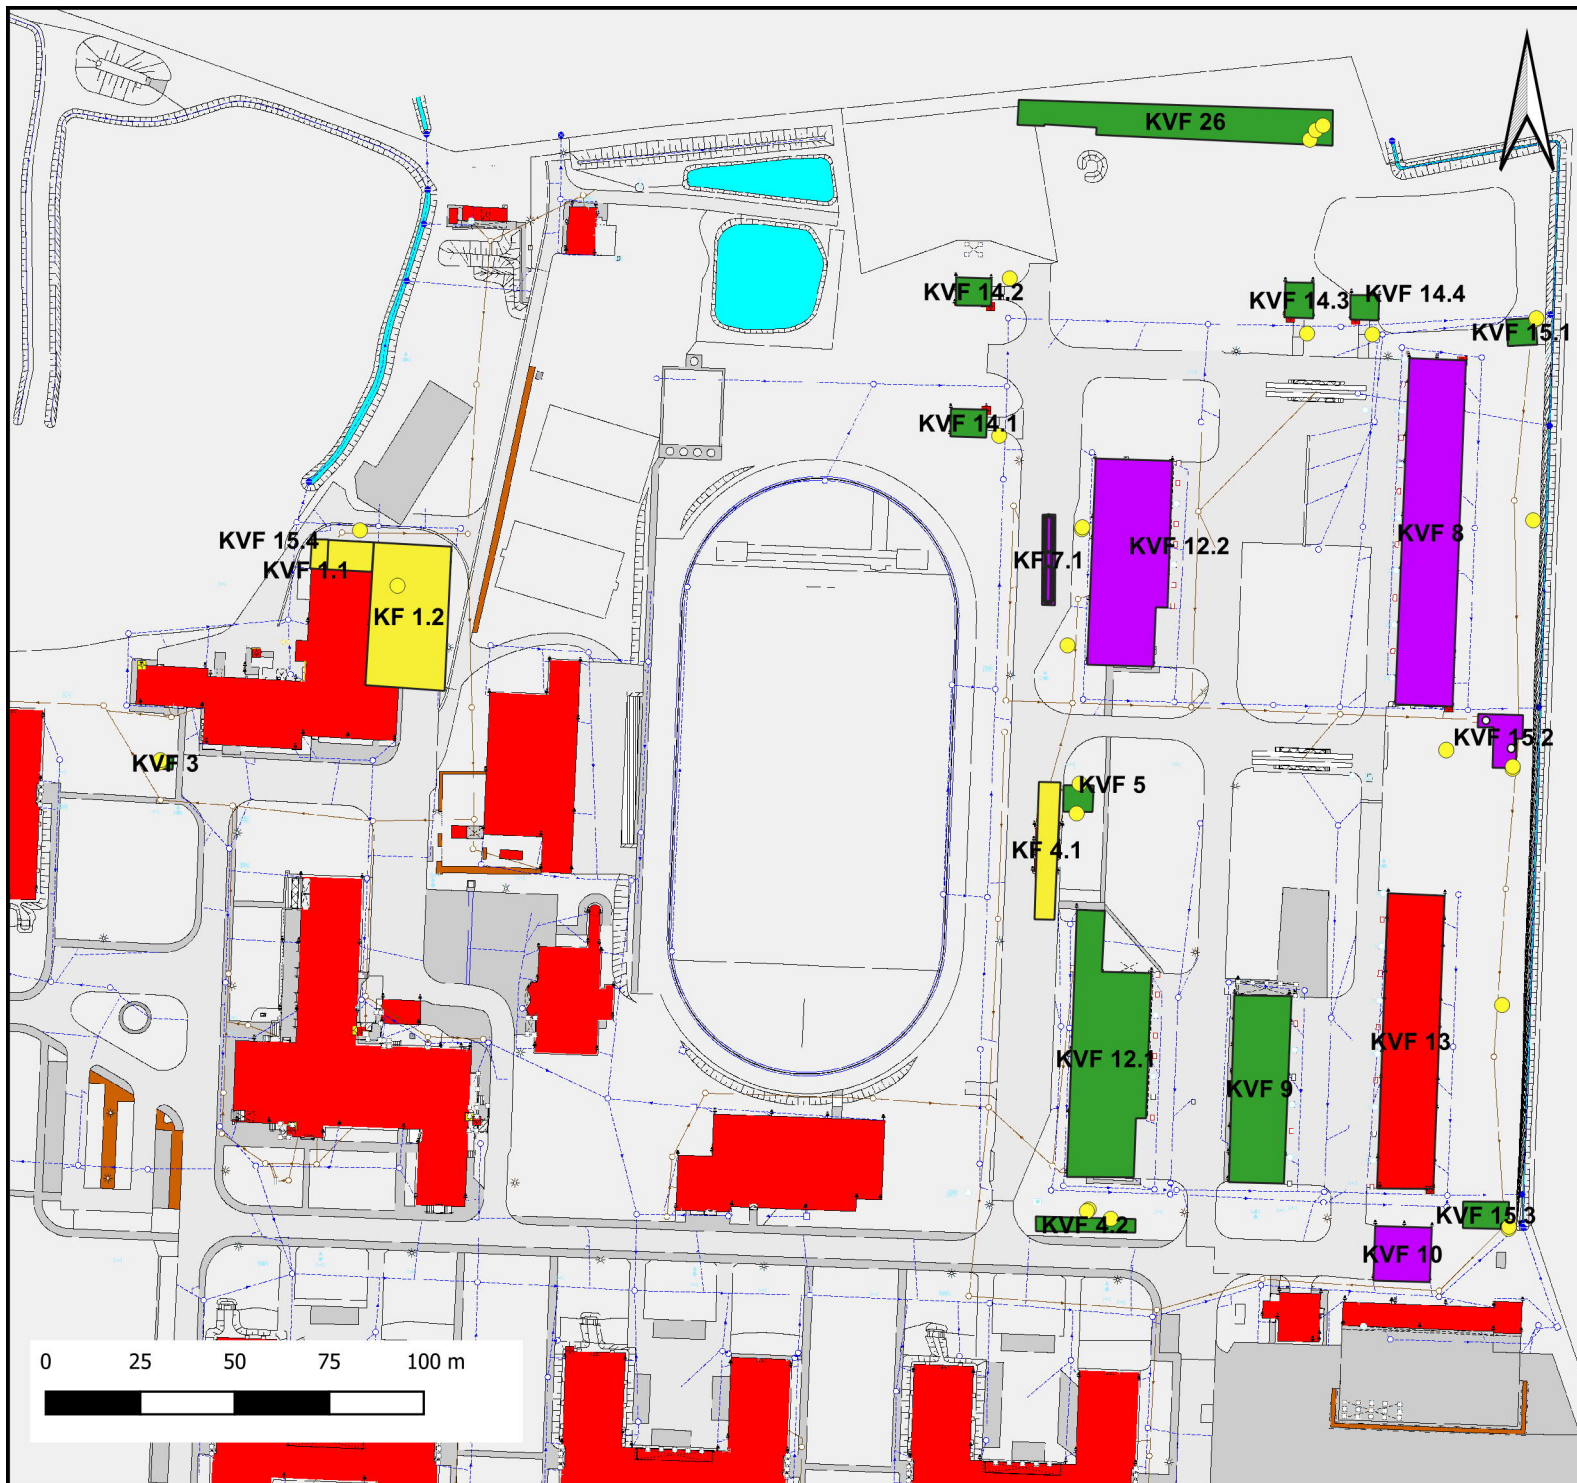 KVF 26
KVF 14.2
KVF 14.3
KVF 14.4
KVF 15.1
KVF 14.1
KVF 15.4
KVF 1.1
KF 1.2
KF 7.1
KVF 12.2
KVF 8
KVF 3
KVF 15.2
KVF 5
KF 4.1
KVF 12.1
KVF 9
KVF 13
KVF 4.2
KVF 15.3
KVF 10
0 25 50 75 100 m